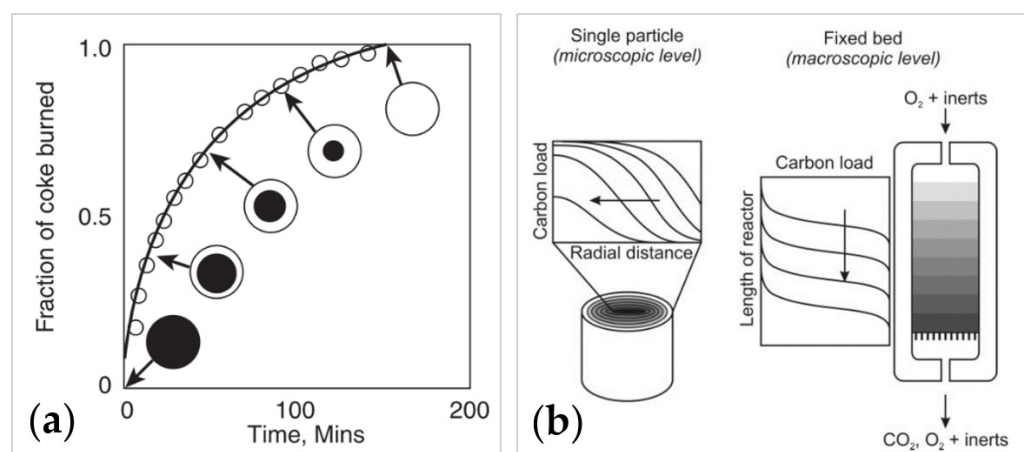 1.0
0.5
0
Fraction of coke burned
0
100
200
Time, Mins
(a)
Single particle
(microscopic level)
Carbon load
Radial distance
Fixed bed
(macroscopic level)
O₂ + inerts
Carbon load
Length of reactor
CO₂, O₂ + inerts
(b)